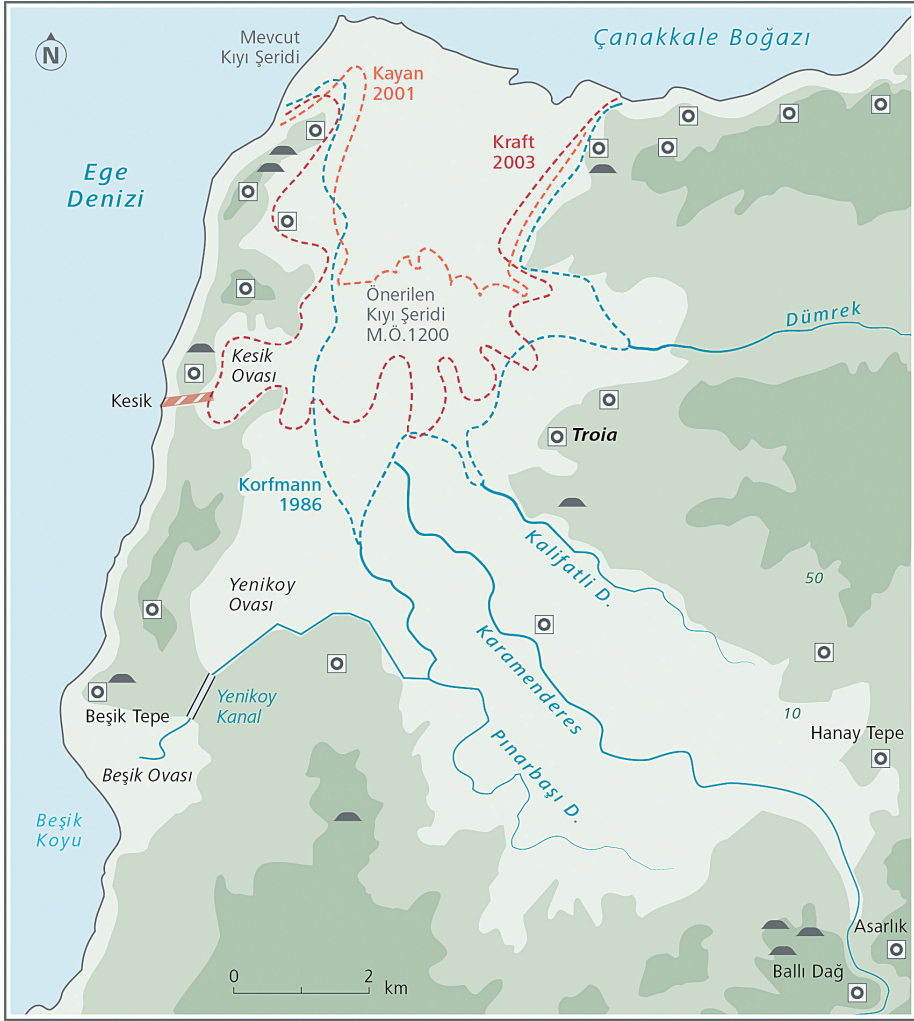 Mevcut
Kıyı Şeridi
Çanakkale Boğazı
N
Kayan
2001
Kraft
2003
Ege
Denizi
Önerilen
Kıyı Şeridi
M.Ö.1200
Dümrek
Kesik
Ovası
Kesik
Troia
Korfmann
1986
Kalifatli D.
Yenikoy
Ovası
50
Karamenderes
Yenikoy
Kanal
Beşik Tepe
10
Hanay Tepe
Pınarbaşı D.
Beşik Ovası
Beşik
Koyu
Asarlık
Ballı Dağ
0 2
km